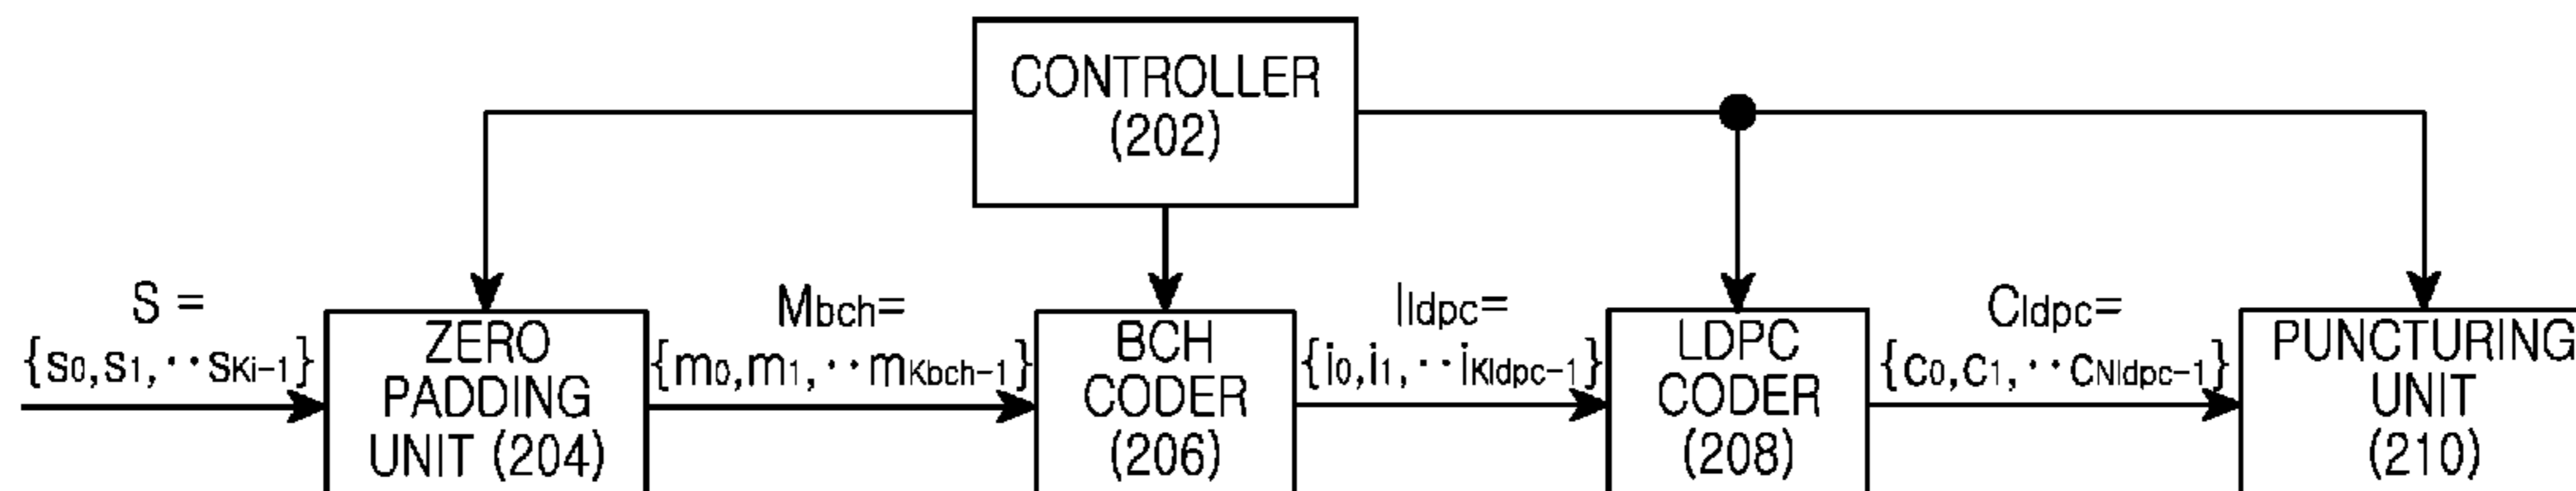 CONTROLLER
(202)
S =
{s0,s1,··sKi-1}
ZERO
PADDING
UNIT (204)
Mbch=
{m0,m1,··mKbch-1}
BCH
CODER
(206)
Ildpc=
{i0,i1,··iKldpc-1}
LDPC
CODER
(208)
Cldpc=
{c0,c1,··cNldpc-1}
PUNCTURING
UNIT
(210)